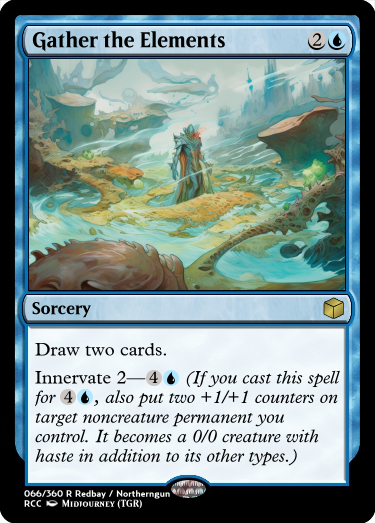 Gather the Elements 2
Sorcery
Draw two cards.
Innervate 2—4 (If you cast this spell
for 4, also put two +1/+1 counters on
target noncreature permanent you
control. It becomes a 0/0 creature with
haste in addition to its other types.)
066/360 R Redbay / Northerngun
RCC Midjourney (TGR)